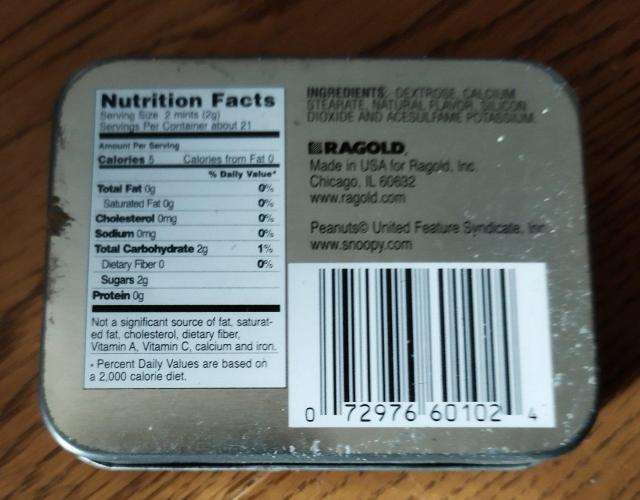 Nutrition Facts
Serving Size 2 mints (2g)
Servings Per Container about 21
Amount Per Serving
Calories 5 Calories from Fat 0
% Daily Value*
Total Fat 0g 0%
Saturated Fat 0g 0%
Cholesterol 0mg 0%
Sodium 0mg 0%
Total Carbohydrate 2g 1%
Dietary Fiber 0 0%
Sugars 2g
Protein 0g
Not a significant source of fat, saturat-
ed fat, cholesterol, dietary fiber,
Vitamin A, Vitamin C, calcium and iron.
* Percent Daily Values are based on
a 2,000 calorie diet.
INGREDIENTS: DEXTROSE, CALCIUM
STEARATE, NATURAL FLAVOR, SILICON
DIOXIDE AND ACESULFAME POTASSIUM.
RAGOLD
Made in USA for Ragold, Inc.
Chicago, IL 60632
www.ragold.com
Peanuts© United Feature Syndicate, Inc.
www.snoopy.com
0 72976 60102 4